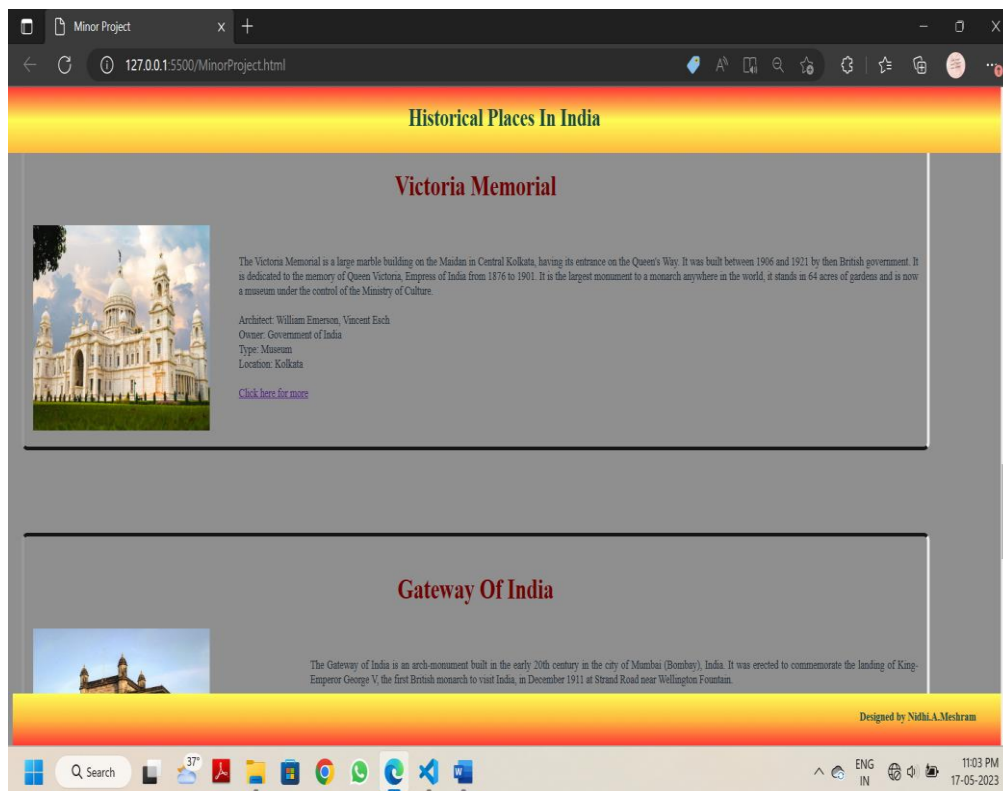 Minor Project
127.0.0.1:5500/MinorProject.html
Historical Places In India
Victoria Memorial
The Victoria Memorial is a large marble building on the Maidan in Central Kolkata, having its entrance on the Queen's Way. It was built between 1906 and 1921 by then British government. It
is dedicated to the memory of Queen Victoria, Empress of India from 1876 to 1901. It is the largest monument to a monarch anywhere in the world, it stands in 64 acres of gardens and is now
a museum under the control of the Ministry of Culture.
Architect: William Emerson, Vincent Esch
Owner: Government of India
Type: Museum
Location: Kolkata
Click here for more
Gateway Of India
The Gateway of India is an arch-monument built in the early 20th century in the city of Mumbai (Bombay), India. It was erected to commemorate the landing of King-
Emperor George V, the first British monarch to visit India, in December 1911 at Strand Road near Wellington Fountain.
Designed by Nidhi.A.Meshram
37°
Search
ENG
IN
11:03 PM
17-05-2023